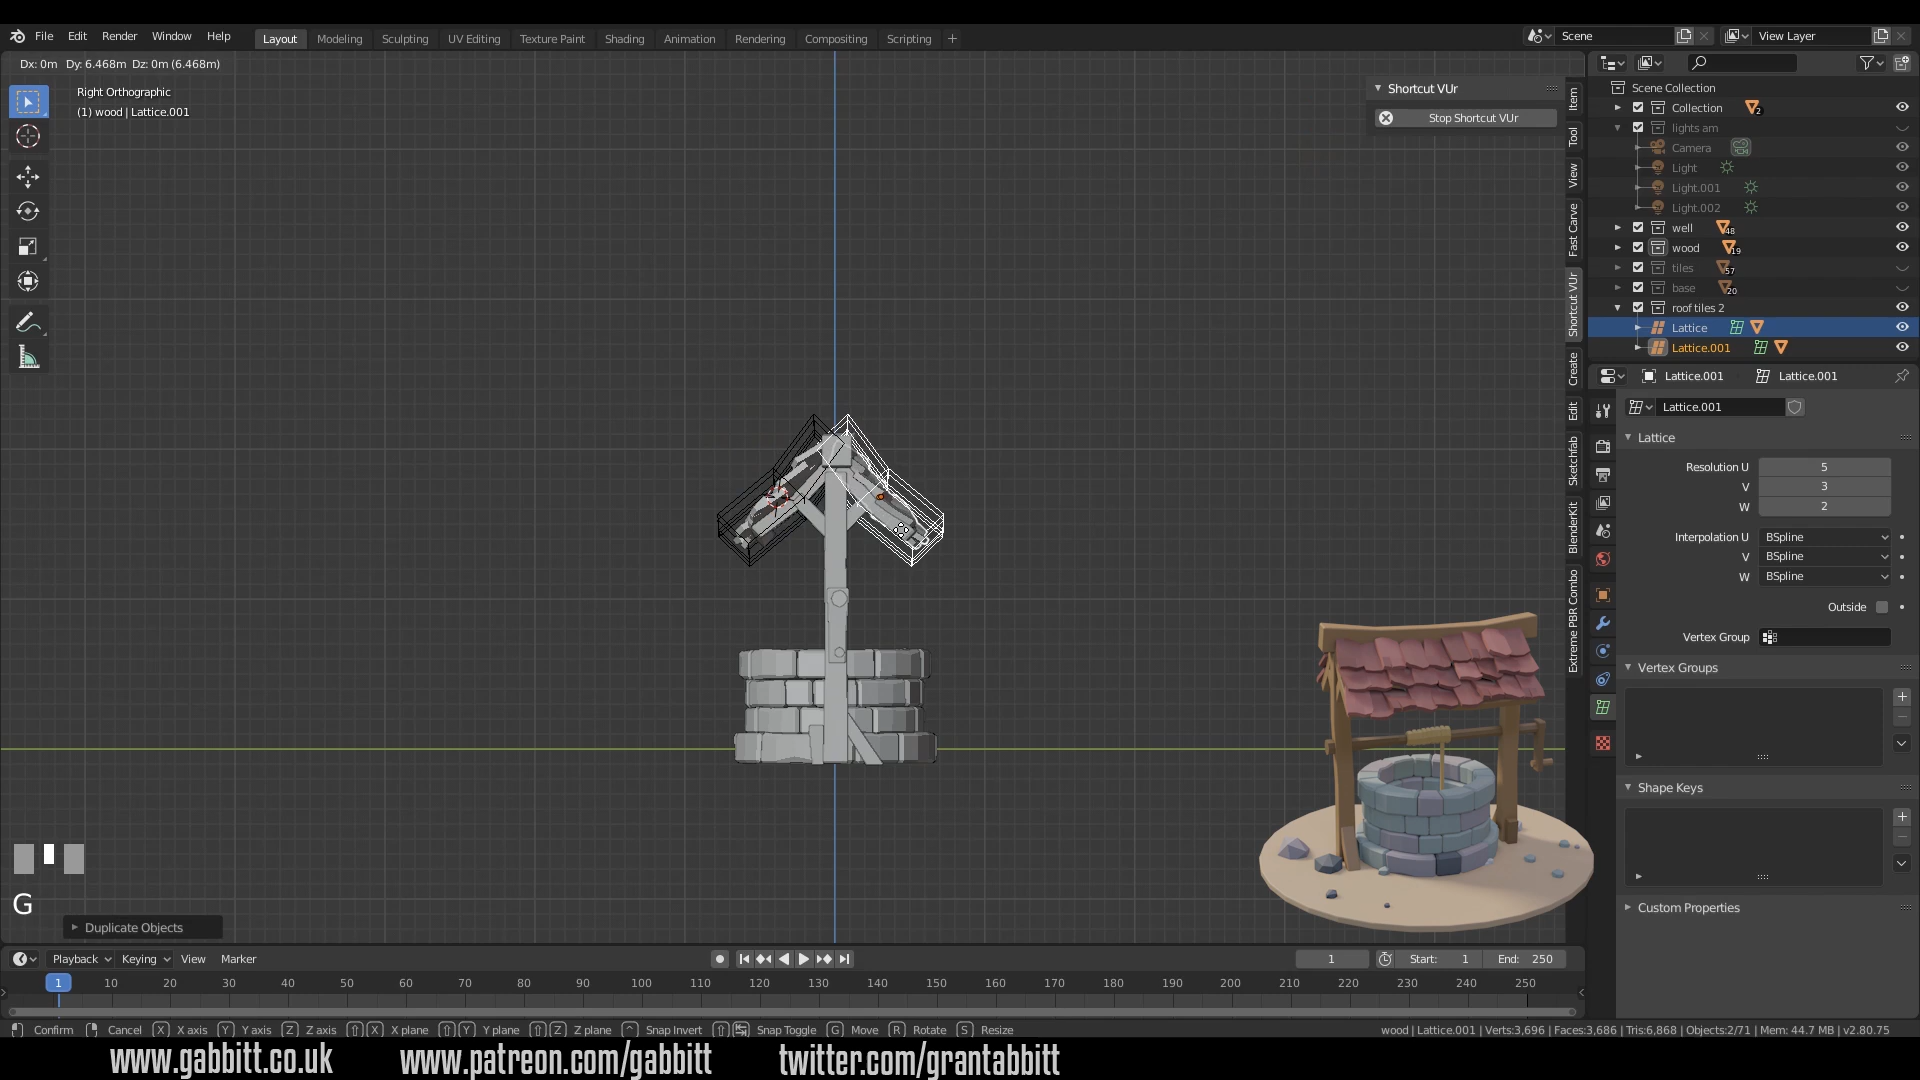 File Edit Render Window Help Layout Modeling Sculpting UV Editing Texture Paint Shading Animation Rendering Compositing Scripting + Scene View Layer
Dx: 0m Dy: 6.468m Dz: 0m (6.468m)
Right Orthographic
(1) wood | Lattice.001
Shortcut VUr
Stop Shortcut VUr
Item
Tool
View
Fast Carve
Shortcut VUr
Create
Edit
Sketchfab
BlenderKit
Extreme PBR Combo
Scene Collection
Collection 2
lights am
Camera
Light
Light.001
Light.002
well 48
wood 19
tiles 57
base 20
roof tiles 2
Lattice
Lattice.001
Lattice.001 Lattice.001
Lattice.001
Lattice
Resolution U 5
V 3
W 2
Interpolation U BSpline
V BSpline
W BSpline
Outside
Vertex Group
Vertex Groups
Shape Keys
Custom Properties
G
Duplicate Objects
Playback Keying View Marker 1 Start: 1 End: 250
1 10 20 30 40 50 60 70 80 90 100 110 120 130 140 150 160 170 180 190 200 210 220 230 240 250
Confirm Cancel X X axis Y Y axis Z Z axis X X plane Y Y plane Z Z plane Snap Invert Snap Toggle G Move R Rotate S Resize wood | Lattice.001 | Verts:3,696 | Faces:3,686 | Tris:6,868 | Objects:2/71 | Mem: 44.7 MB | v2.80.75
www.gabbitt.co.uk www.patreon.com/gabbitt twitter.com/grantabbitt